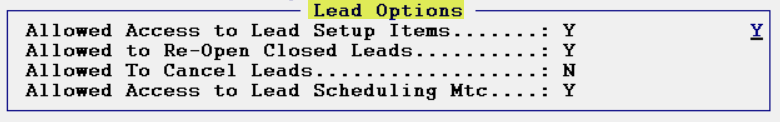 Lead Options
Allowed Access to Lead Setup Items.......: Y Y
Allowed to Re-Open Closed Leads..........: Y
Allowed To Cancel Leads..................: N
Allowed Access to Lead Scheduling Mtc....: Y